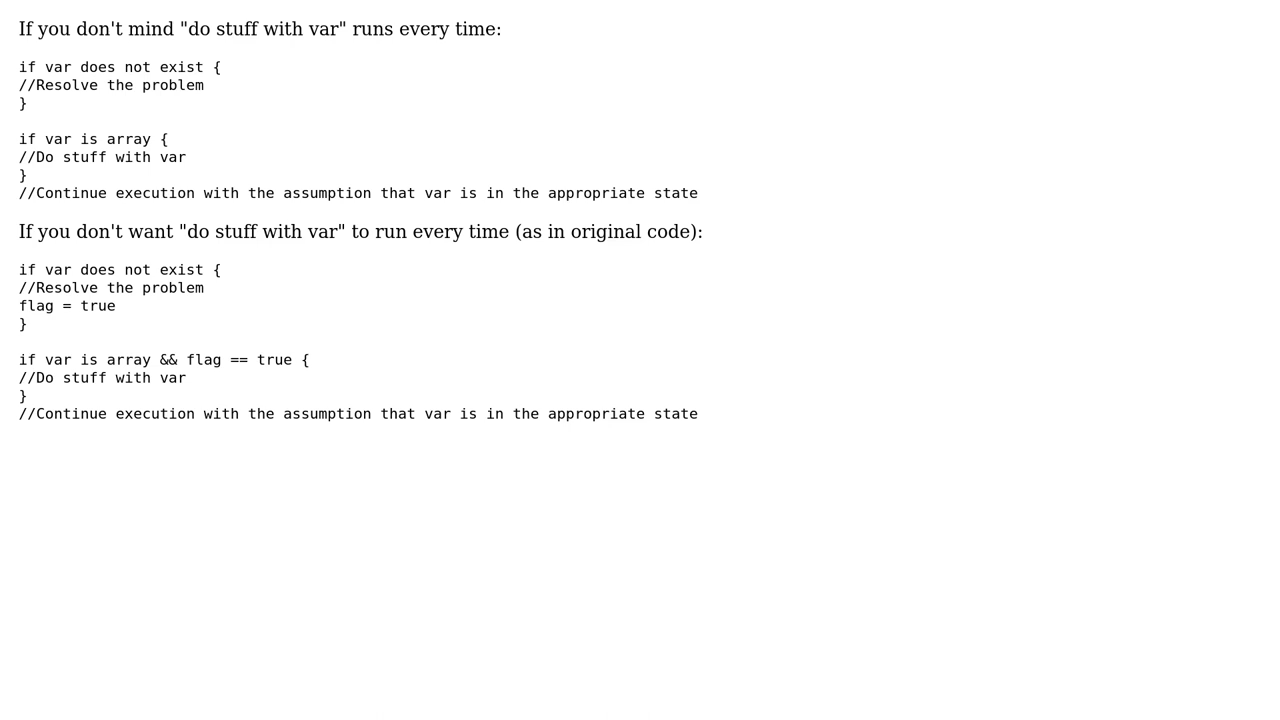 If you don't mind "do stuff with var" runs every time:
if var does not exist {
//Resolve the problem
}
if var is array {
//Do stuff with var
}
//Continue execution with the assumption that var is in the appropriate state
If you don't want "do stuff with var" to run every time (as in original code):
if var does not exist {
//Resolve the problem
flag = true
}
if var is array && flag == true {
//Do stuff with var
}
//Continue execution with the assumption that var is in the appropriate state